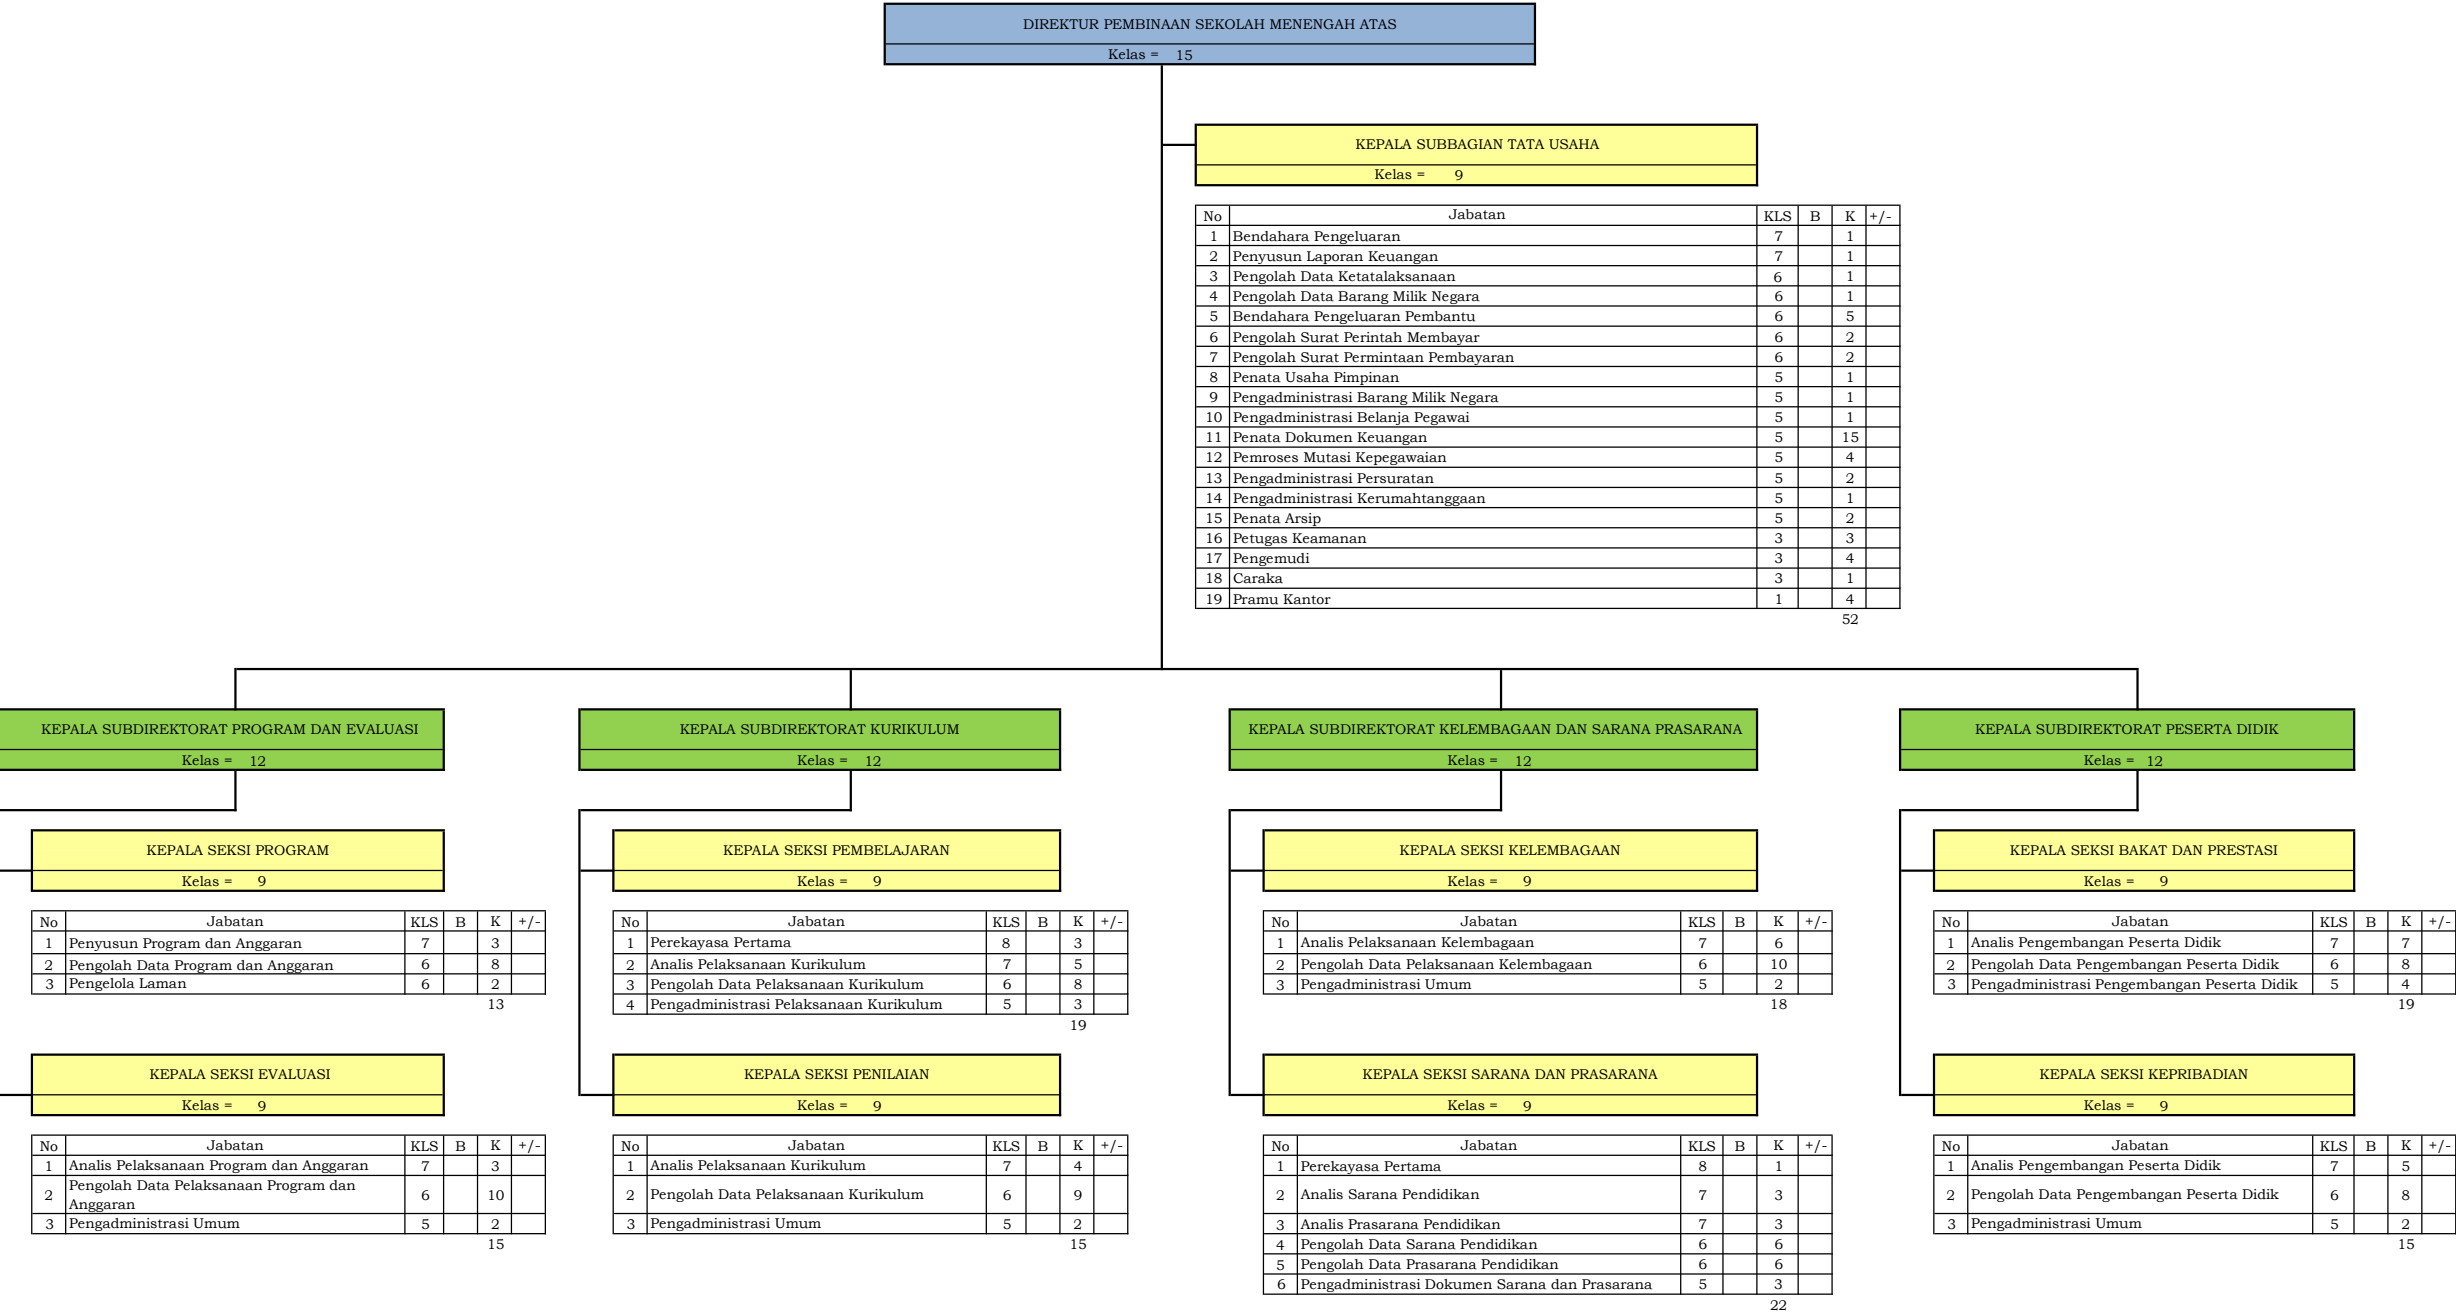 DIREKTUR PEMBINAAN SEKOLAH MENENGAH ATAS
Kelas = 15
KEPALA SUBBAGIAN TATA USAHA
Kelas = 9
No Jabatan KLS B K +/-
1 Bendahara Pengeluaran 7 1
2 Penyusun Laporan Keuangan 7 1
3 Pengolah Data Ketatalaksanaan 6 1
4 Pengolah Data Barang Milik Negara 6 1
5 Bendahara Pengeluaran Pembantu 6 5
6 Pengolah Surat Perintah Membayar 6 2
7 Pengolah Surat Permintaan Pembayaran 6 2
8 Penata Usaha Pimpinan 5 1
9 Pengadministrasi Barang Milik Negara 5 1
10 Pengadministrasi Belanja Pegawai 5 1
11 Penata Dokumen Keuangan 5 15
12 Pemroses Mutasi Kepegawaian 5 4
13 Pengadministrasi Persuratan 5 2
14 Pengadministrasi Kerumahtanggaan 5 1
15 Penata Arsip 5 2
16 Petugas Keamanan 3 3
17 Pengemudi 3 4
18 Caraka 3 1
19 Pramu Kantor 1 4
52
KEPALA SUBDIREKTORAT PROGRAM DAN EVALUASI
Kelas = 12
KEPALA SEKSI PROGRAM
Kelas = 9
No Jabatan KLS B K +/-
1 Penyusun Program dan Anggaran 7 3
2 Pengolah Data Program dan Anggaran 6 8
3 Pengelola Laman 6 2
13
KEPALA SEKSI EVALUASI
Kelas = 9
No Jabatan KLS B K +/-
1 Analis Pelaksanaan Program dan Anggaran 7 3
2 Pengolah Data Pelaksanaan Program dan
Anggaran 6 10
3 Pengadministrasi Umum 5 2
15
KEPALA SUBDIREKTORAT KURIKULUM
Kelas = 12
KEPALA SEKSI PEMBELAJARAN
Kelas = 9
No Jabatan KLS B K +/-
1 Perekayasa Pertama 8 3
2 Analis Pelaksanaan Kurikulum 7 5
3 Pengolah Data Pelaksanaan Kurikulum 6 8
4 Pengadministrasi Pelaksanaan Kurikulum 5 3
19
KEPALA SEKSI PENILAIAN
Kelas = 9
No Jabatan KLS B K +/-
1 Analis Pelaksanaan Kurikulum 7 4
2 Pengolah Data Pelaksanaan Kurikulum 6 9
3 Pengadministrasi Umum 5 2
15
KEPALA SUBDIREKTORAT KELEMBAGAAN DAN SARANA PRASARANA
Kelas = 12
KEPALA SEKSI KELEMBAGAAN
Kelas = 9
No Jabatan KLS B K +/-
1 Analis Pelaksanaan Kelembagaan 7 6
2 Pengolah Data Pelaksanaan Kelembagaan 6 10
3 Pengadministrasi Umum 5 2
18
KEPALA SEKSI SARANA DAN PRASARANA
Kelas = 9
No Jabatan KLS B K +/-
1 Perekayasa Pertama 8 1
2 Analis Sarana Pendidikan 7 3
3 Analis Prasarana Pendidikan 7 3
4 Pengolah Data Sarana Pendidikan 6 6
5 Pengolah Data Prasarana Pendidikan 6 6
6 Pengadministrasi Dokumen Sarana dan Prasarana 5 3
22
KEPALA SUBDIREKTORAT PESERTA DIDIK
Kelas = 12
KEPALA SEKSI BAKAT DAN PRESTASI
Kelas = 9
No Jabatan KLS B K +/-
1 Analis Pengembangan Peserta Didik 7 7
2 Pengolah Data Pengembangan Peserta Didik 6 8
3 Pengadministrasi Pengembangan Peserta Didik 5 4
19
KEPALA SEKSI KEPRIBADIAN
Kelas = 9
No Jabatan KLS B K +/-
1 Analis Pengembangan Peserta Didik 7 5
2 Pengolah Data Pengembangan Peserta Didik 6 8
3 Pengadministrasi Umum 5 2
15